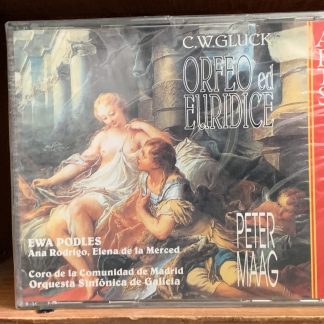 C.W.GLUCK
ORFEO ed
EURIDICE
EWA PODLES
Ana Rodrigo, Elena de la Merced
Coro de la Comunidad de Madrid
Orquesta Sinfónica de Galicia
PETER
MAAG